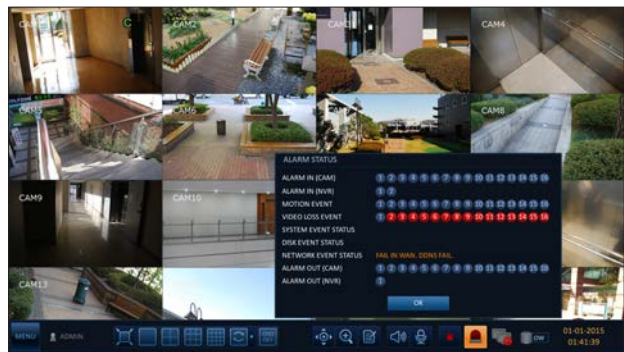 CAM2
CAM3
CAM4
CAM5
CAM6
CAM8
CAM9
CAM10
CAM13
ALARM STATUS
ALARM IN (CAM) 1 2 3 4 5 6 7 8 9 10 11 12 13 14 15 16
ALARM IN (NVR) 1 2
MOTION EVENT 1 2 3 4 5 6 7 8 9 10 11 12 13 14 15 16
VIDEO LOSS EVENT 1 2 3 4 5 6 7 8 9 10 11 12 13 14 15 16
SYSTEM EVENT STATUS
DISK EVENT STATUS
NETWORK EVENT STATUS FAIL IN WAN. DDNS FAIL.
ALARM OUT (CAM) 1 2 3 4 5 6 7 8 9 10 11 12 13 14 15 16
ALARM OUT (NVR) 1
OK
MENU ADMIN OW 01-01-2015
01:41:39